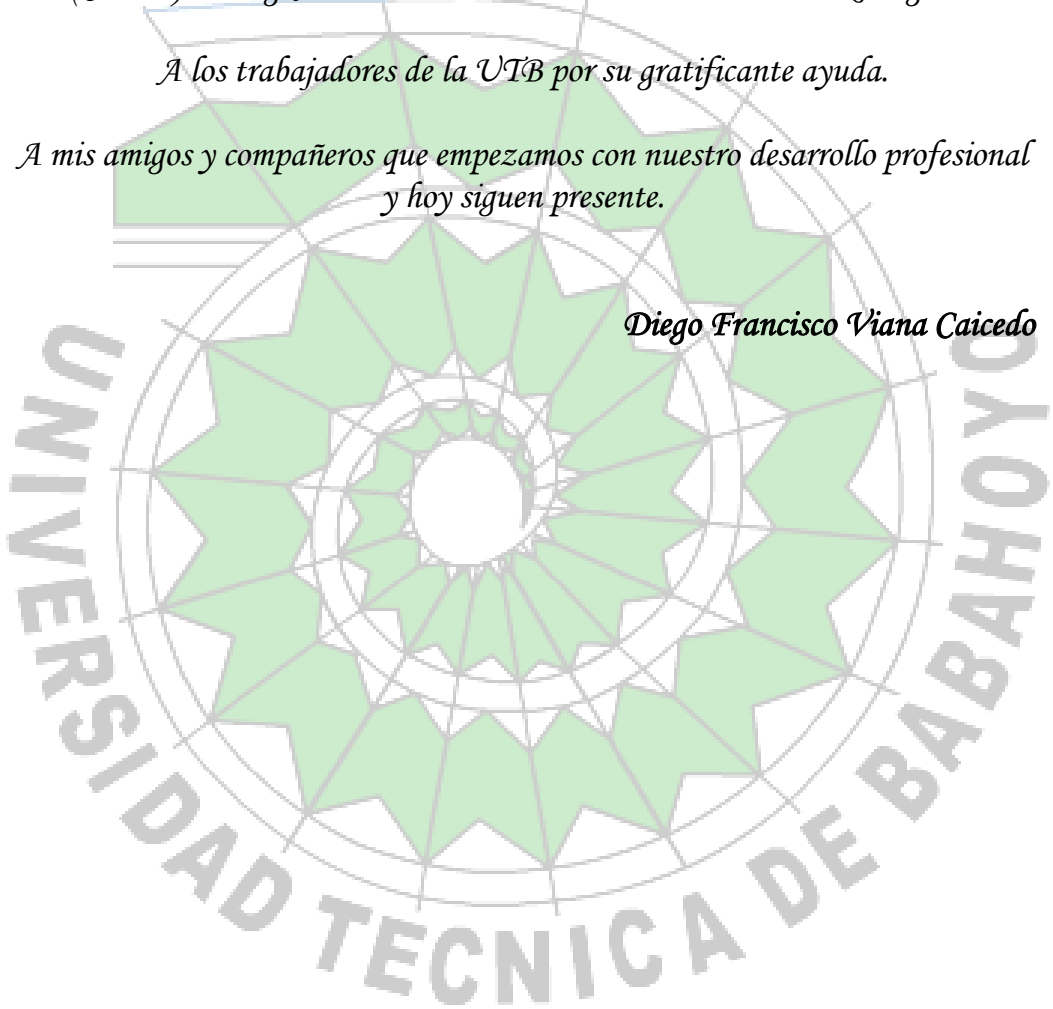 A los trabajadores de la UTB por su gratificante ayuda.
A mis amigos y compañeros que empezamos con nuestro desarrollo profesional
y hoy siguen presente.
Diego Francisco Viana Caicedo
UNIVERSIDAD TECNICA DE BABAHOYO